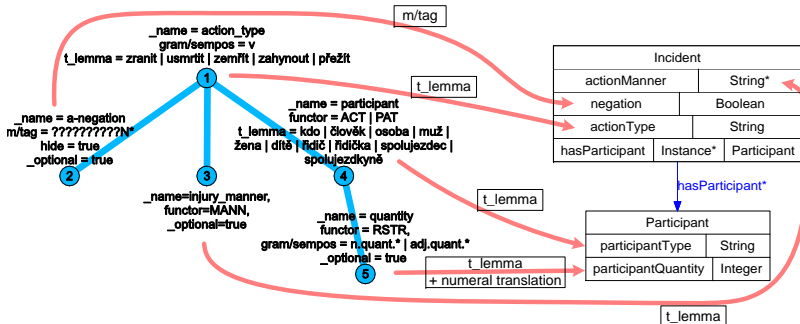 _name = action_type
gram/sempos = v
t_lemma = zranit | usmrtit | zemřít | zahynout | přežít
m/tag
1
t_lemma
_name = a-negation
m/tag = ??????????N*
hide = true
_optional = true
2
3
_name=injury_manner,
functor=MANN,
_optional=true
_name = participant
functor = ACT | PAT
t_lemma = kdo | člověk | osoba | muž |
žena | dítě | řidič | řidička | spolujezdec |
spolujezdkyně
4
t_lemma
_name = quantity
functor = RSTR,
gram/sempos = n.quant.* | adj.quant.*
_optional = true
5
t_lemma
+ numeral translation
Incident
actionManner String*
negation Boolean
actionType String
hasParticipant Instance* Participant
hasParticipant*
Participant
participantType String
participantQuantity Integer
t_lemma